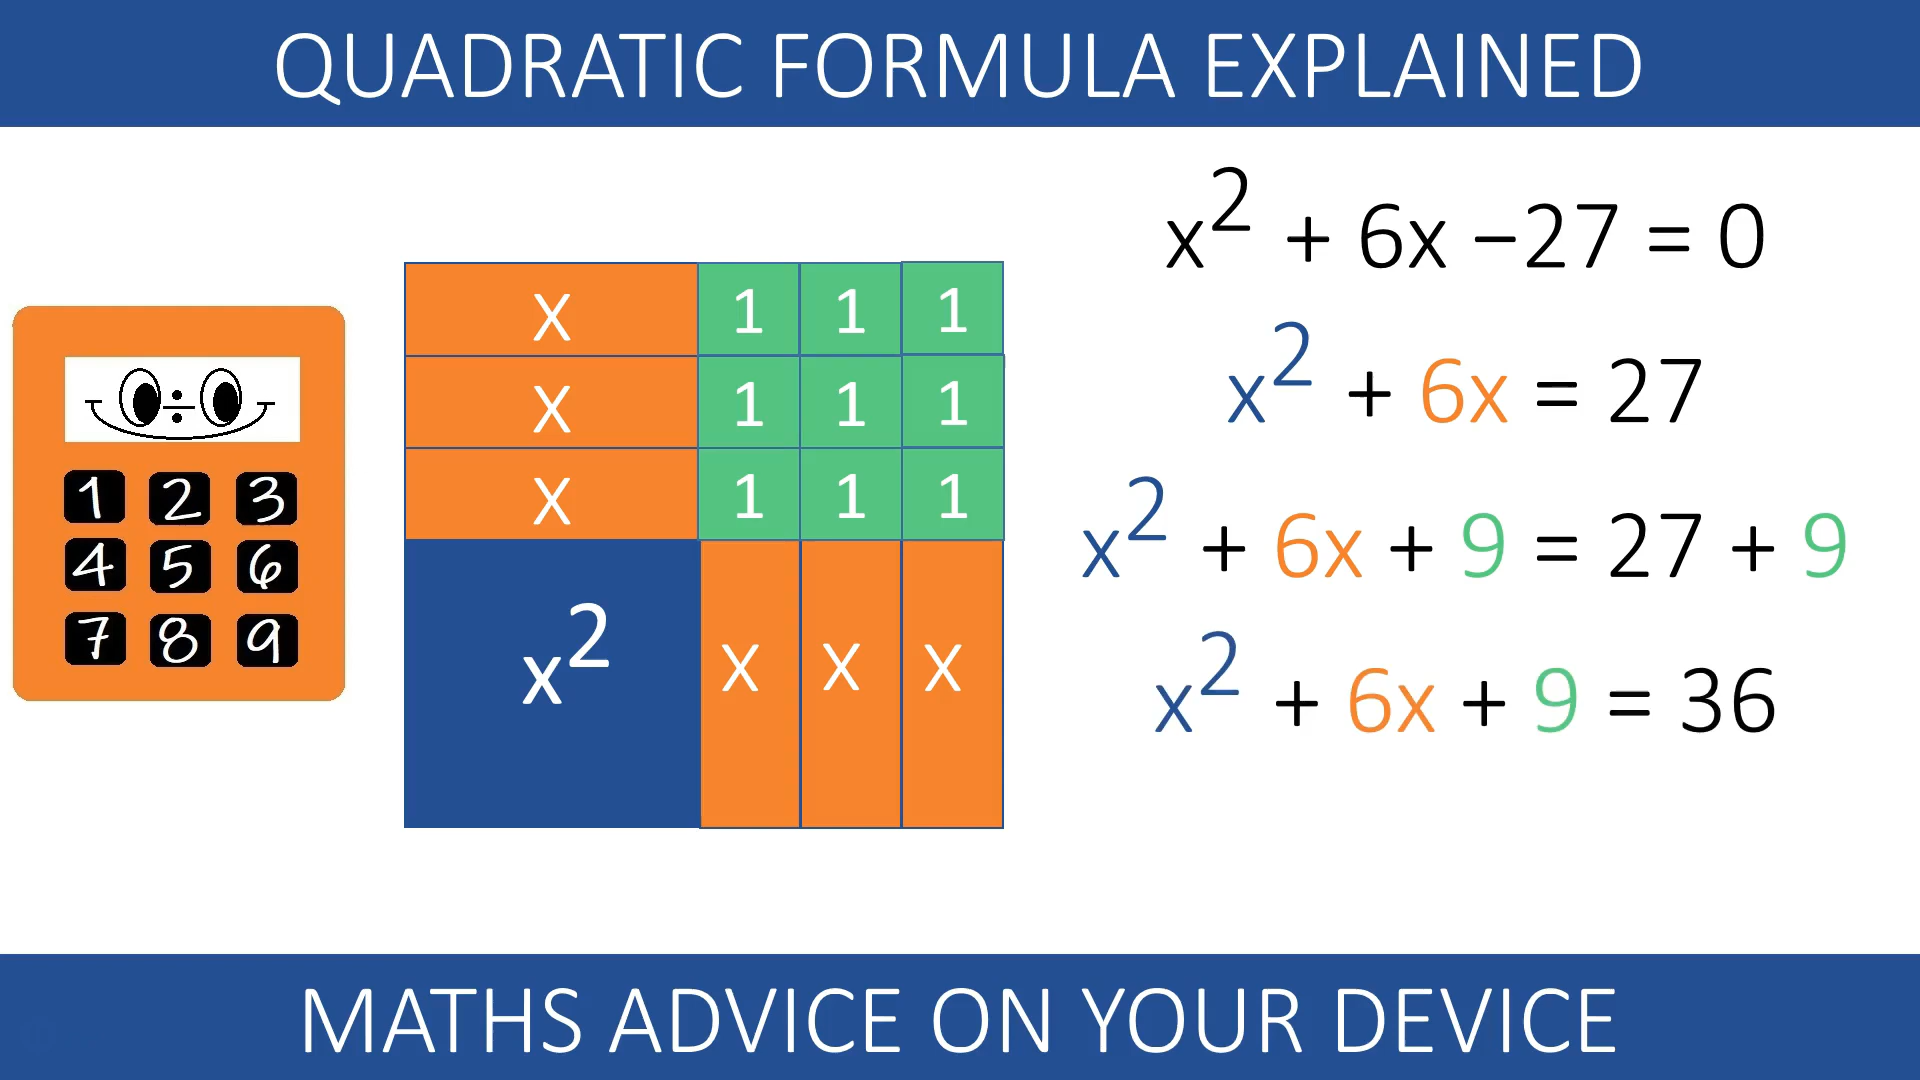 QUADRATIC FORMULA EXPLAINED
÷
1 2 3
4 5 6
7 8 9
X 1 1 1
X 1 1 1
X 1 1 1
x² X X X
x² + 6x −27 = 0
x² + 6x = 27
x² + 6x + 9 = 27 + 9
x² + 6x + 9 = 36
MATHS ADVICE ON YOUR DEVICE